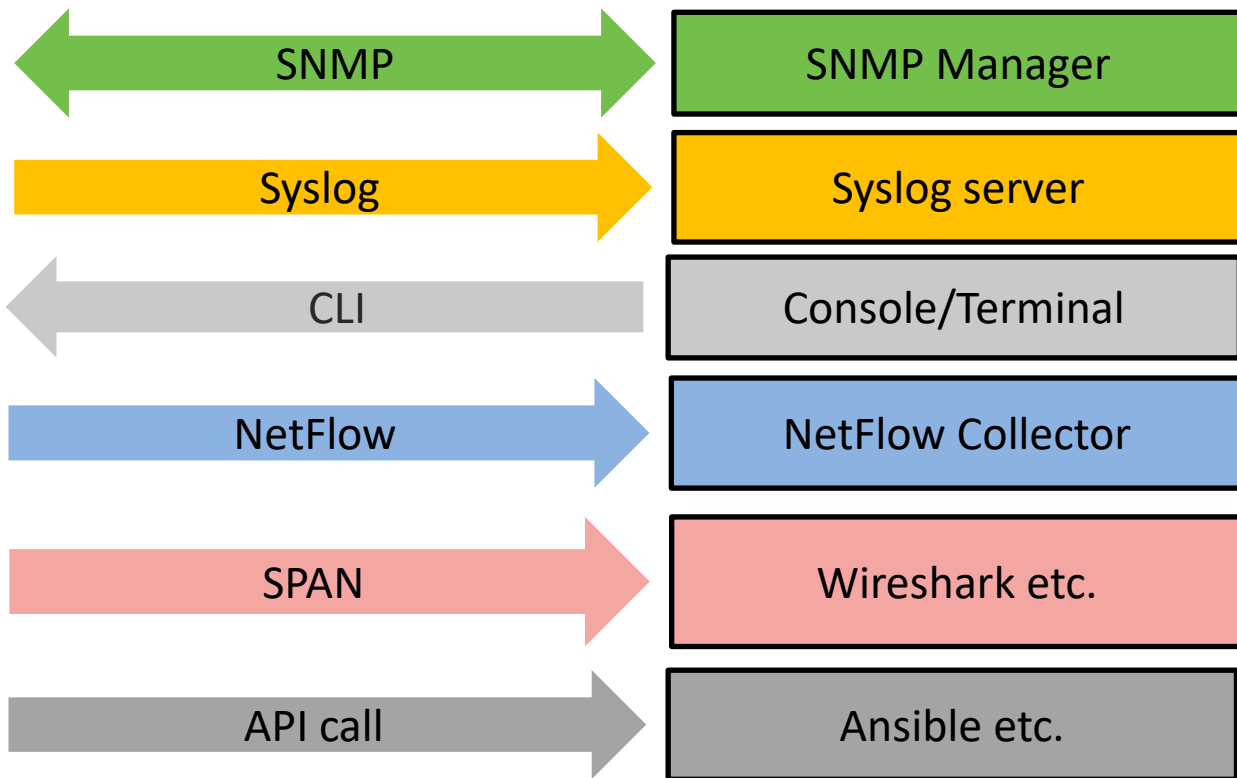 SNMP
SNMP Manager
Syslog
Syslog server
CLI
Console/Terminal
NetFlow
NetFlow Collector
SPAN
Wireshark etc.
API call
Ansible etc.